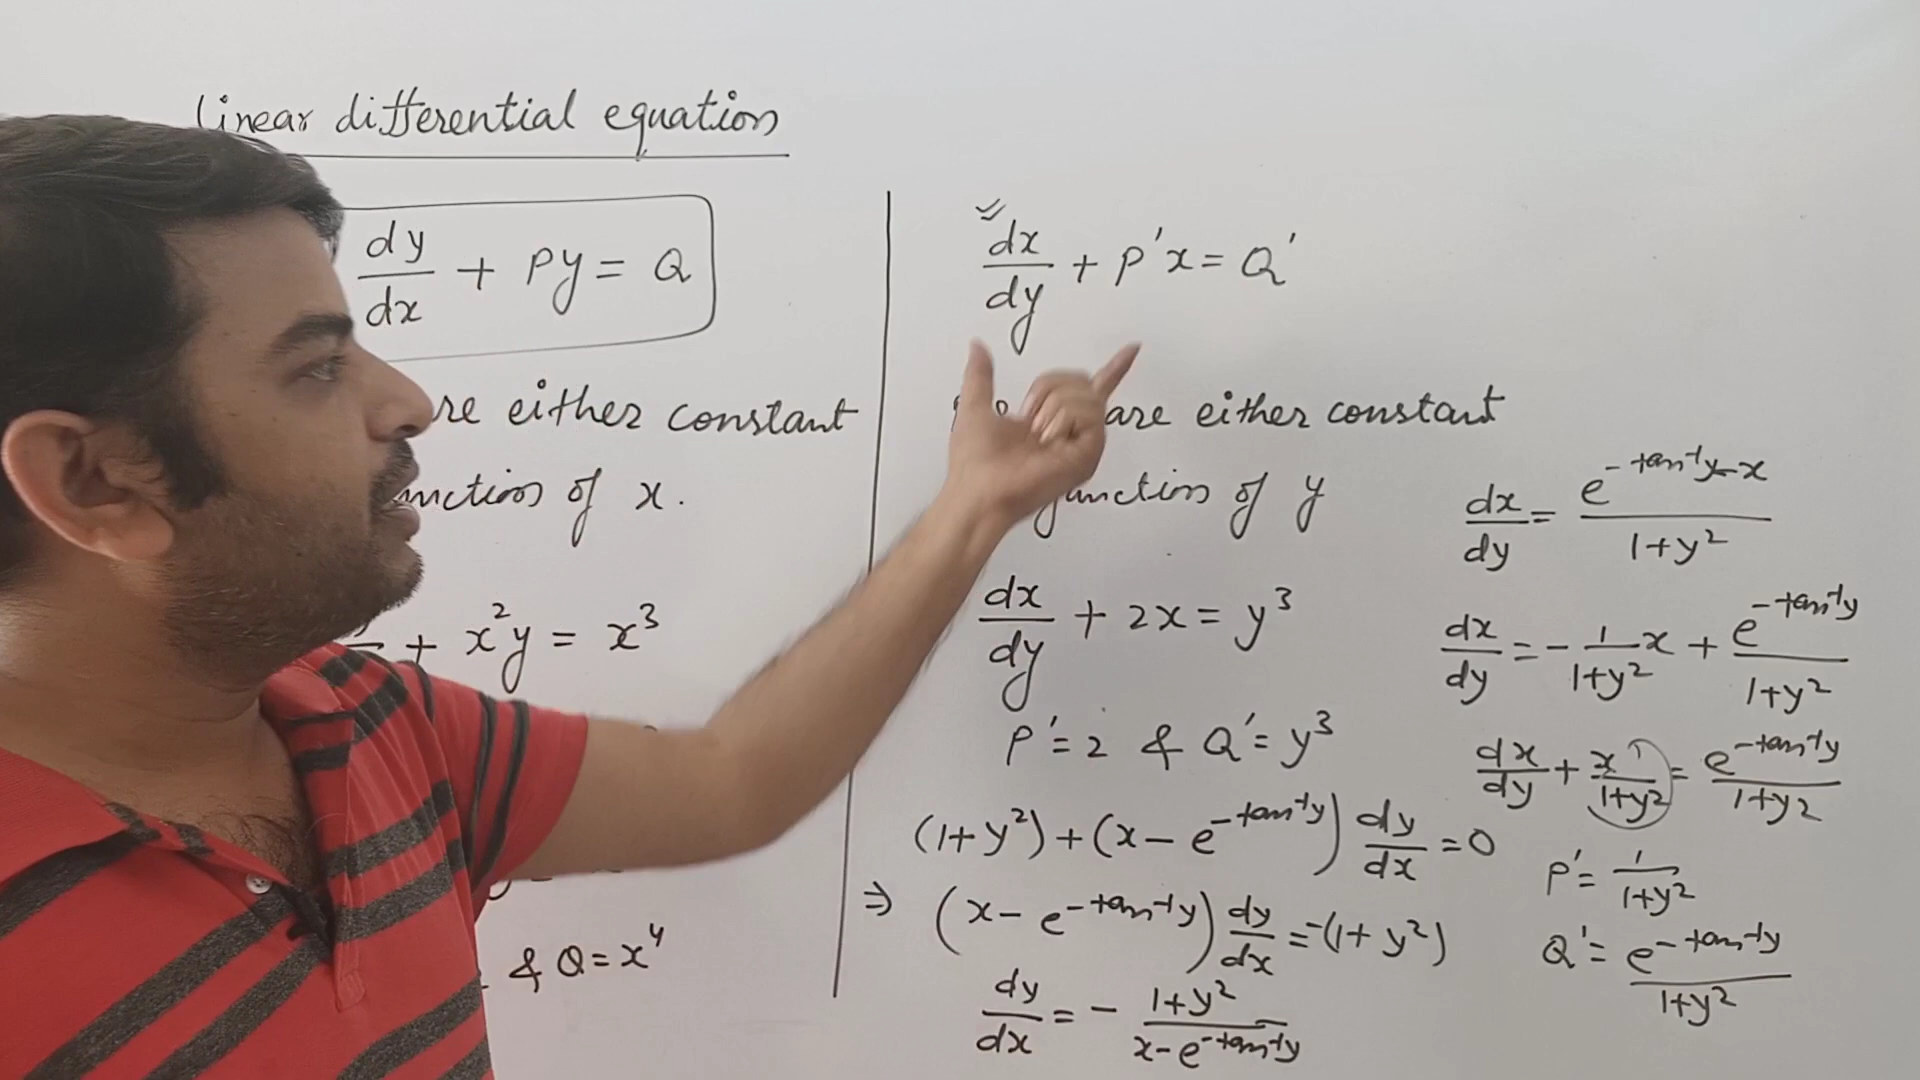 linear differential equation
dy/dx + Py = Q
are either constant
function of x.
+ x²y = x³
& Q = x⁴
dx/dy + P'x = Q'
are either constant
function of y
dx/dy + 2x = y³
P' = 2 & Q' = y³
(1+y²) + (x - e^(-tan⁻¹y)) dy/dx = 0
⇒ (x - e^(-tan⁻¹y)) dy/dx = -(1+y²)
dy/dx = - (1+y²)/(x - e^(-tan⁻¹y))
dx/dy = (e^(-tan⁻¹y) - x)/(1+y²)
dx/dy = - 1/(1+y²) x + e^(-tan⁻¹y)/(1+y²)
dx/dy + x 1/(1+y²) = e^(-tan⁻¹y)/(1+y²)
P' = 1/(1+y²)
Q' = e^(-tan⁻¹y)/(1+y²)